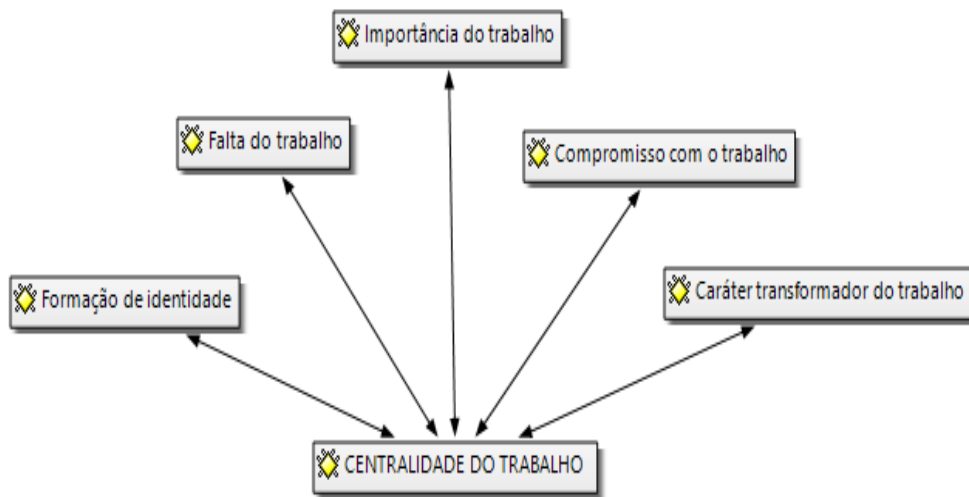 Importância do trabalho
Falta do trabalho
Compromisso com o trabalho
Formação de identidade
Caráter transformador do trabalho
CENTRALIDADE DO TRABALHO